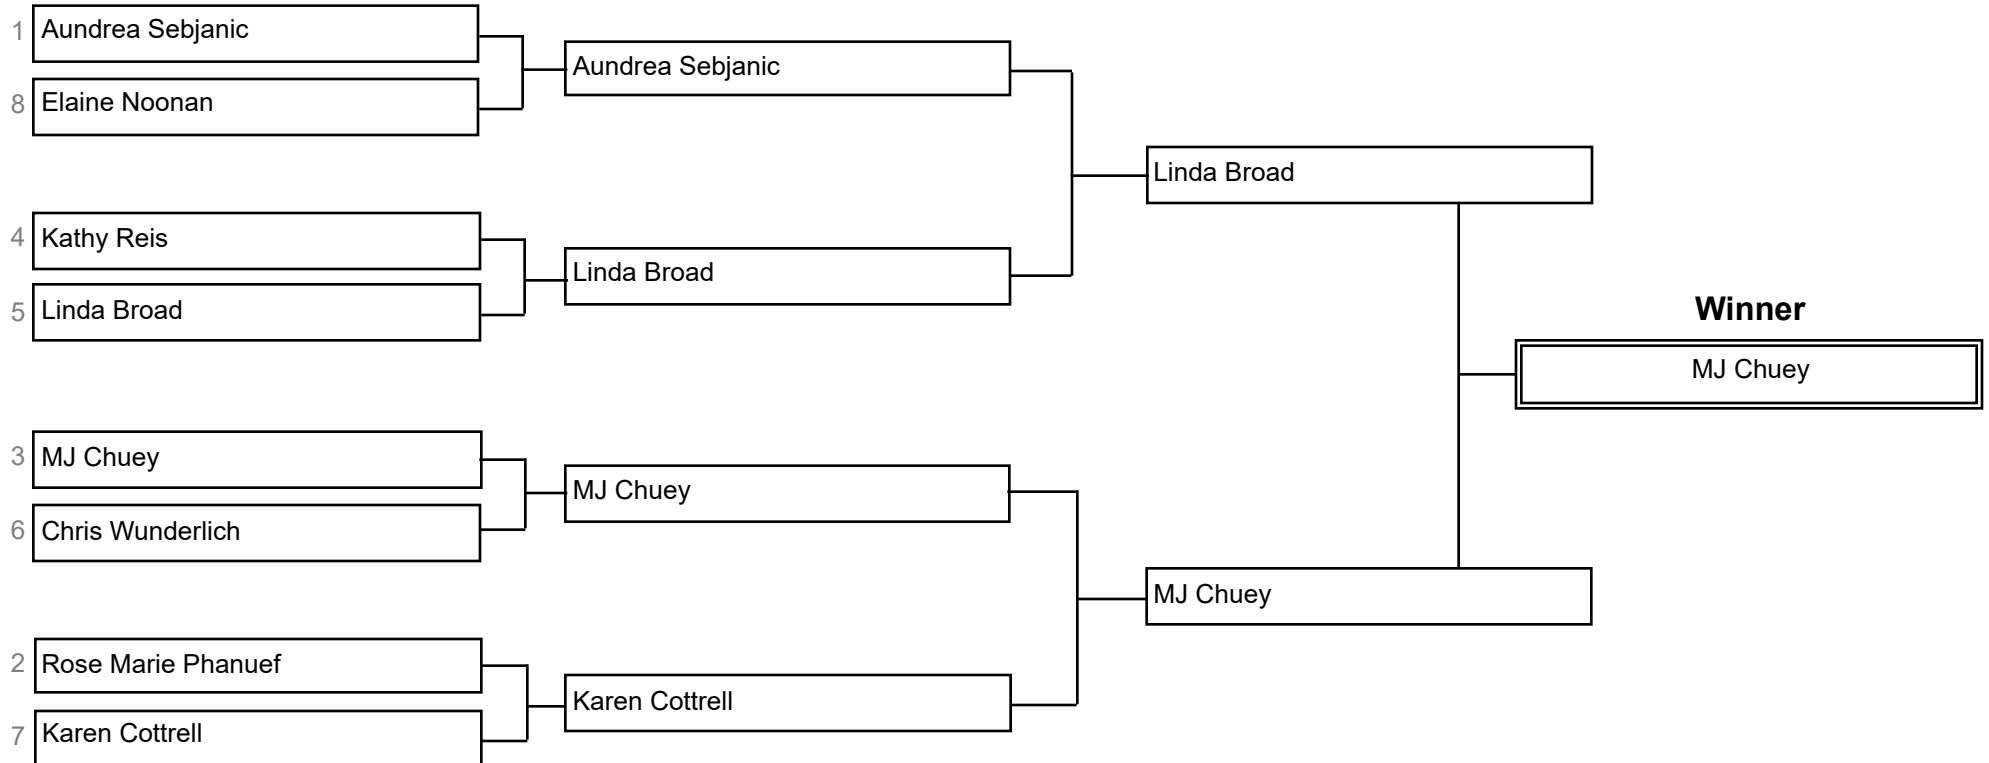 1 Aundrea Sebjanic
Aundrea Sebjanic
8 Elaine Noonan
Linda Broad
4 Kathy Reis
Linda Broad
5 Linda Broad
Winner
MJ Chuey
3 MJ Chuey
MJ Chuey
6 Chris Wunderlich
MJ Chuey
2 Rose Marie Phanuef
Karen Cottrell
7 Karen Cottrell